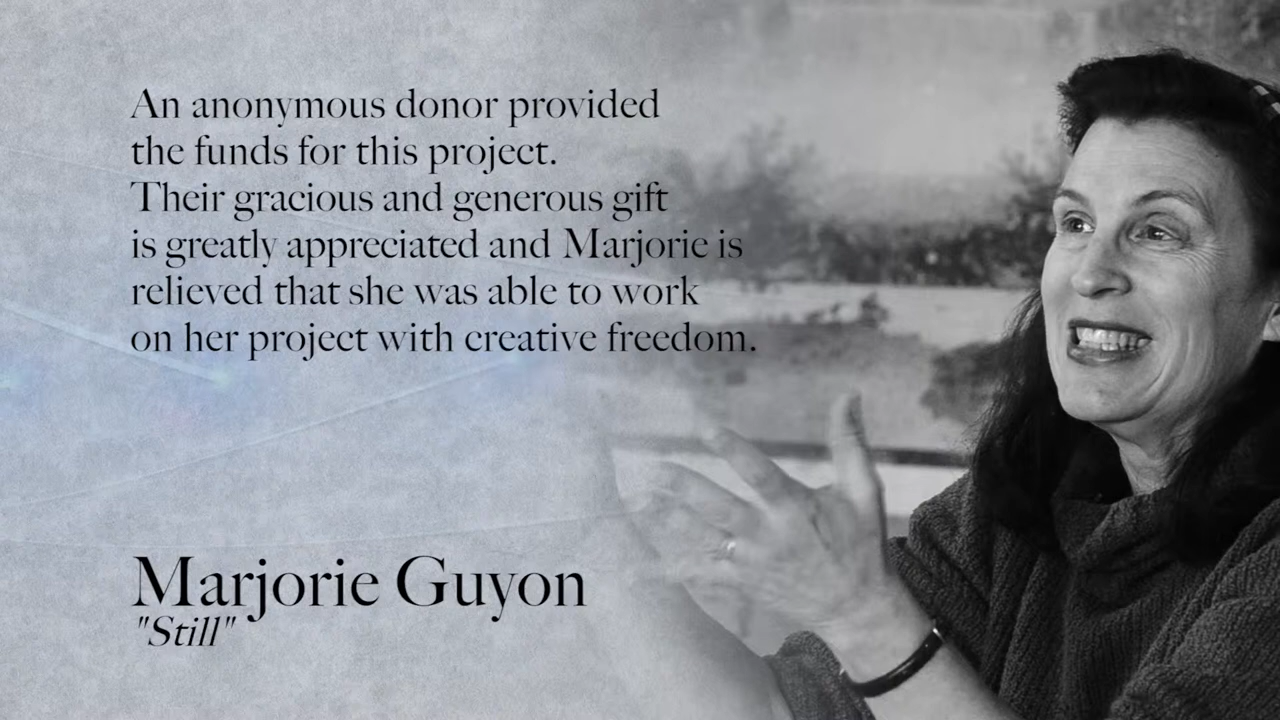 An anonymous donor provided
the funds for this project.
Their gracious and generous gift
is greatly appreciated and Marjorie is
relieved that she was able to work
on her project with creative freedom.
Marjorie Guyon
"Still"